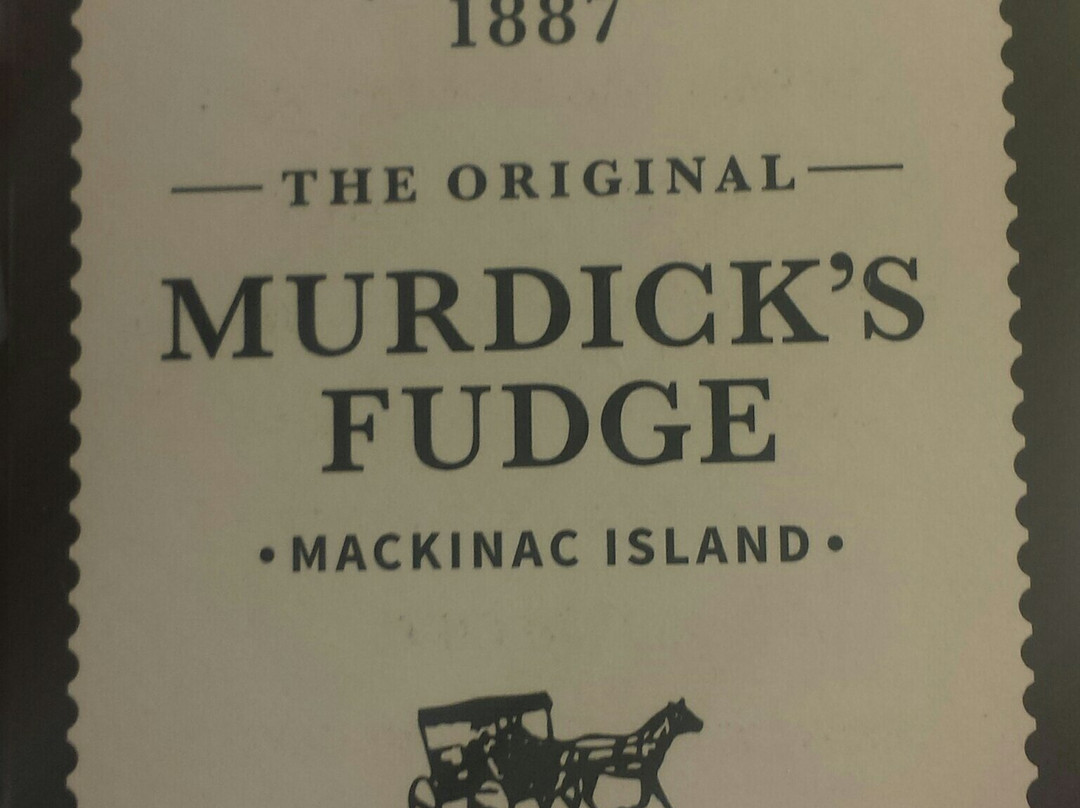 1887
THE ORIGINAL
MURDICK'S
FUDGE
• MACKINAC ISLAND •